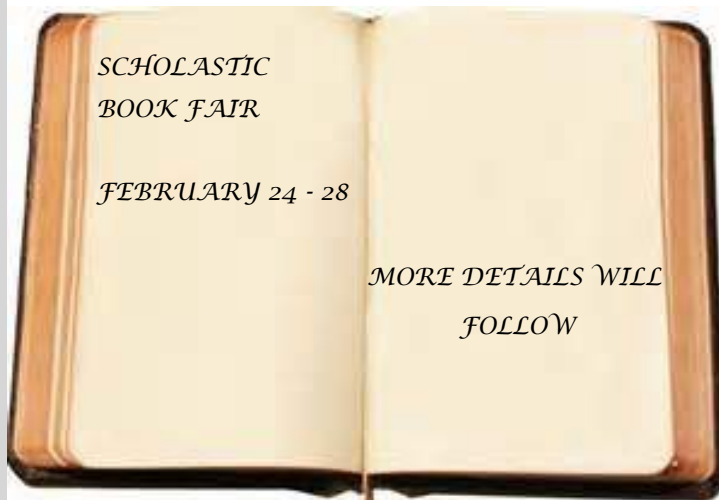 SCHOLASTIC
BOOK FAIR
FEBRUARY 24 - 28
MORE DETAILS WILL
FOLLOW